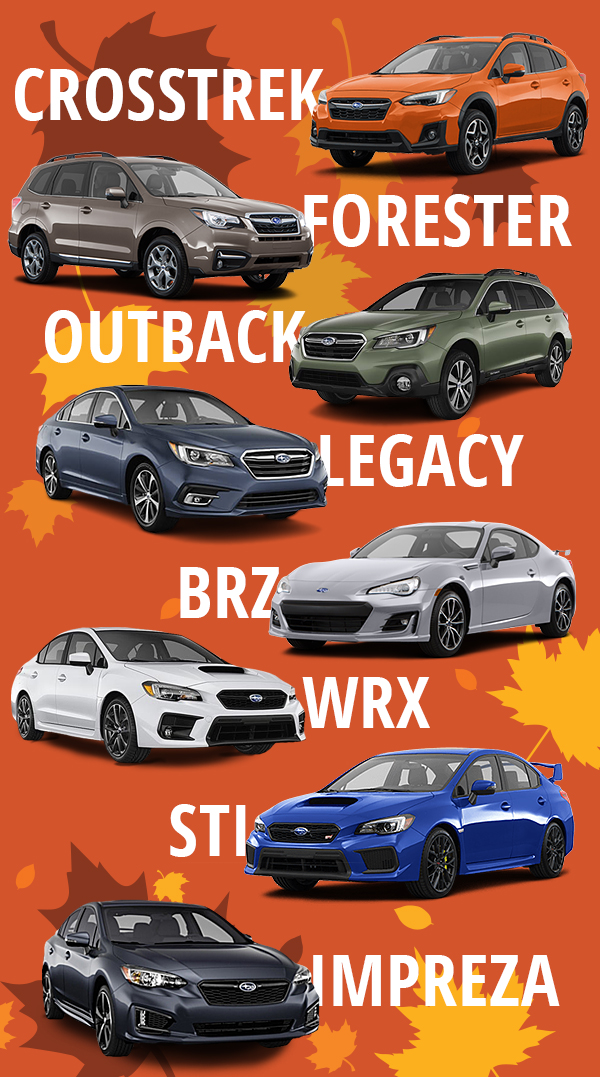 CROSSTREK
FORESTER
OUTBACK
LEGACY
BRZ
WRX
STI
IMPREZA